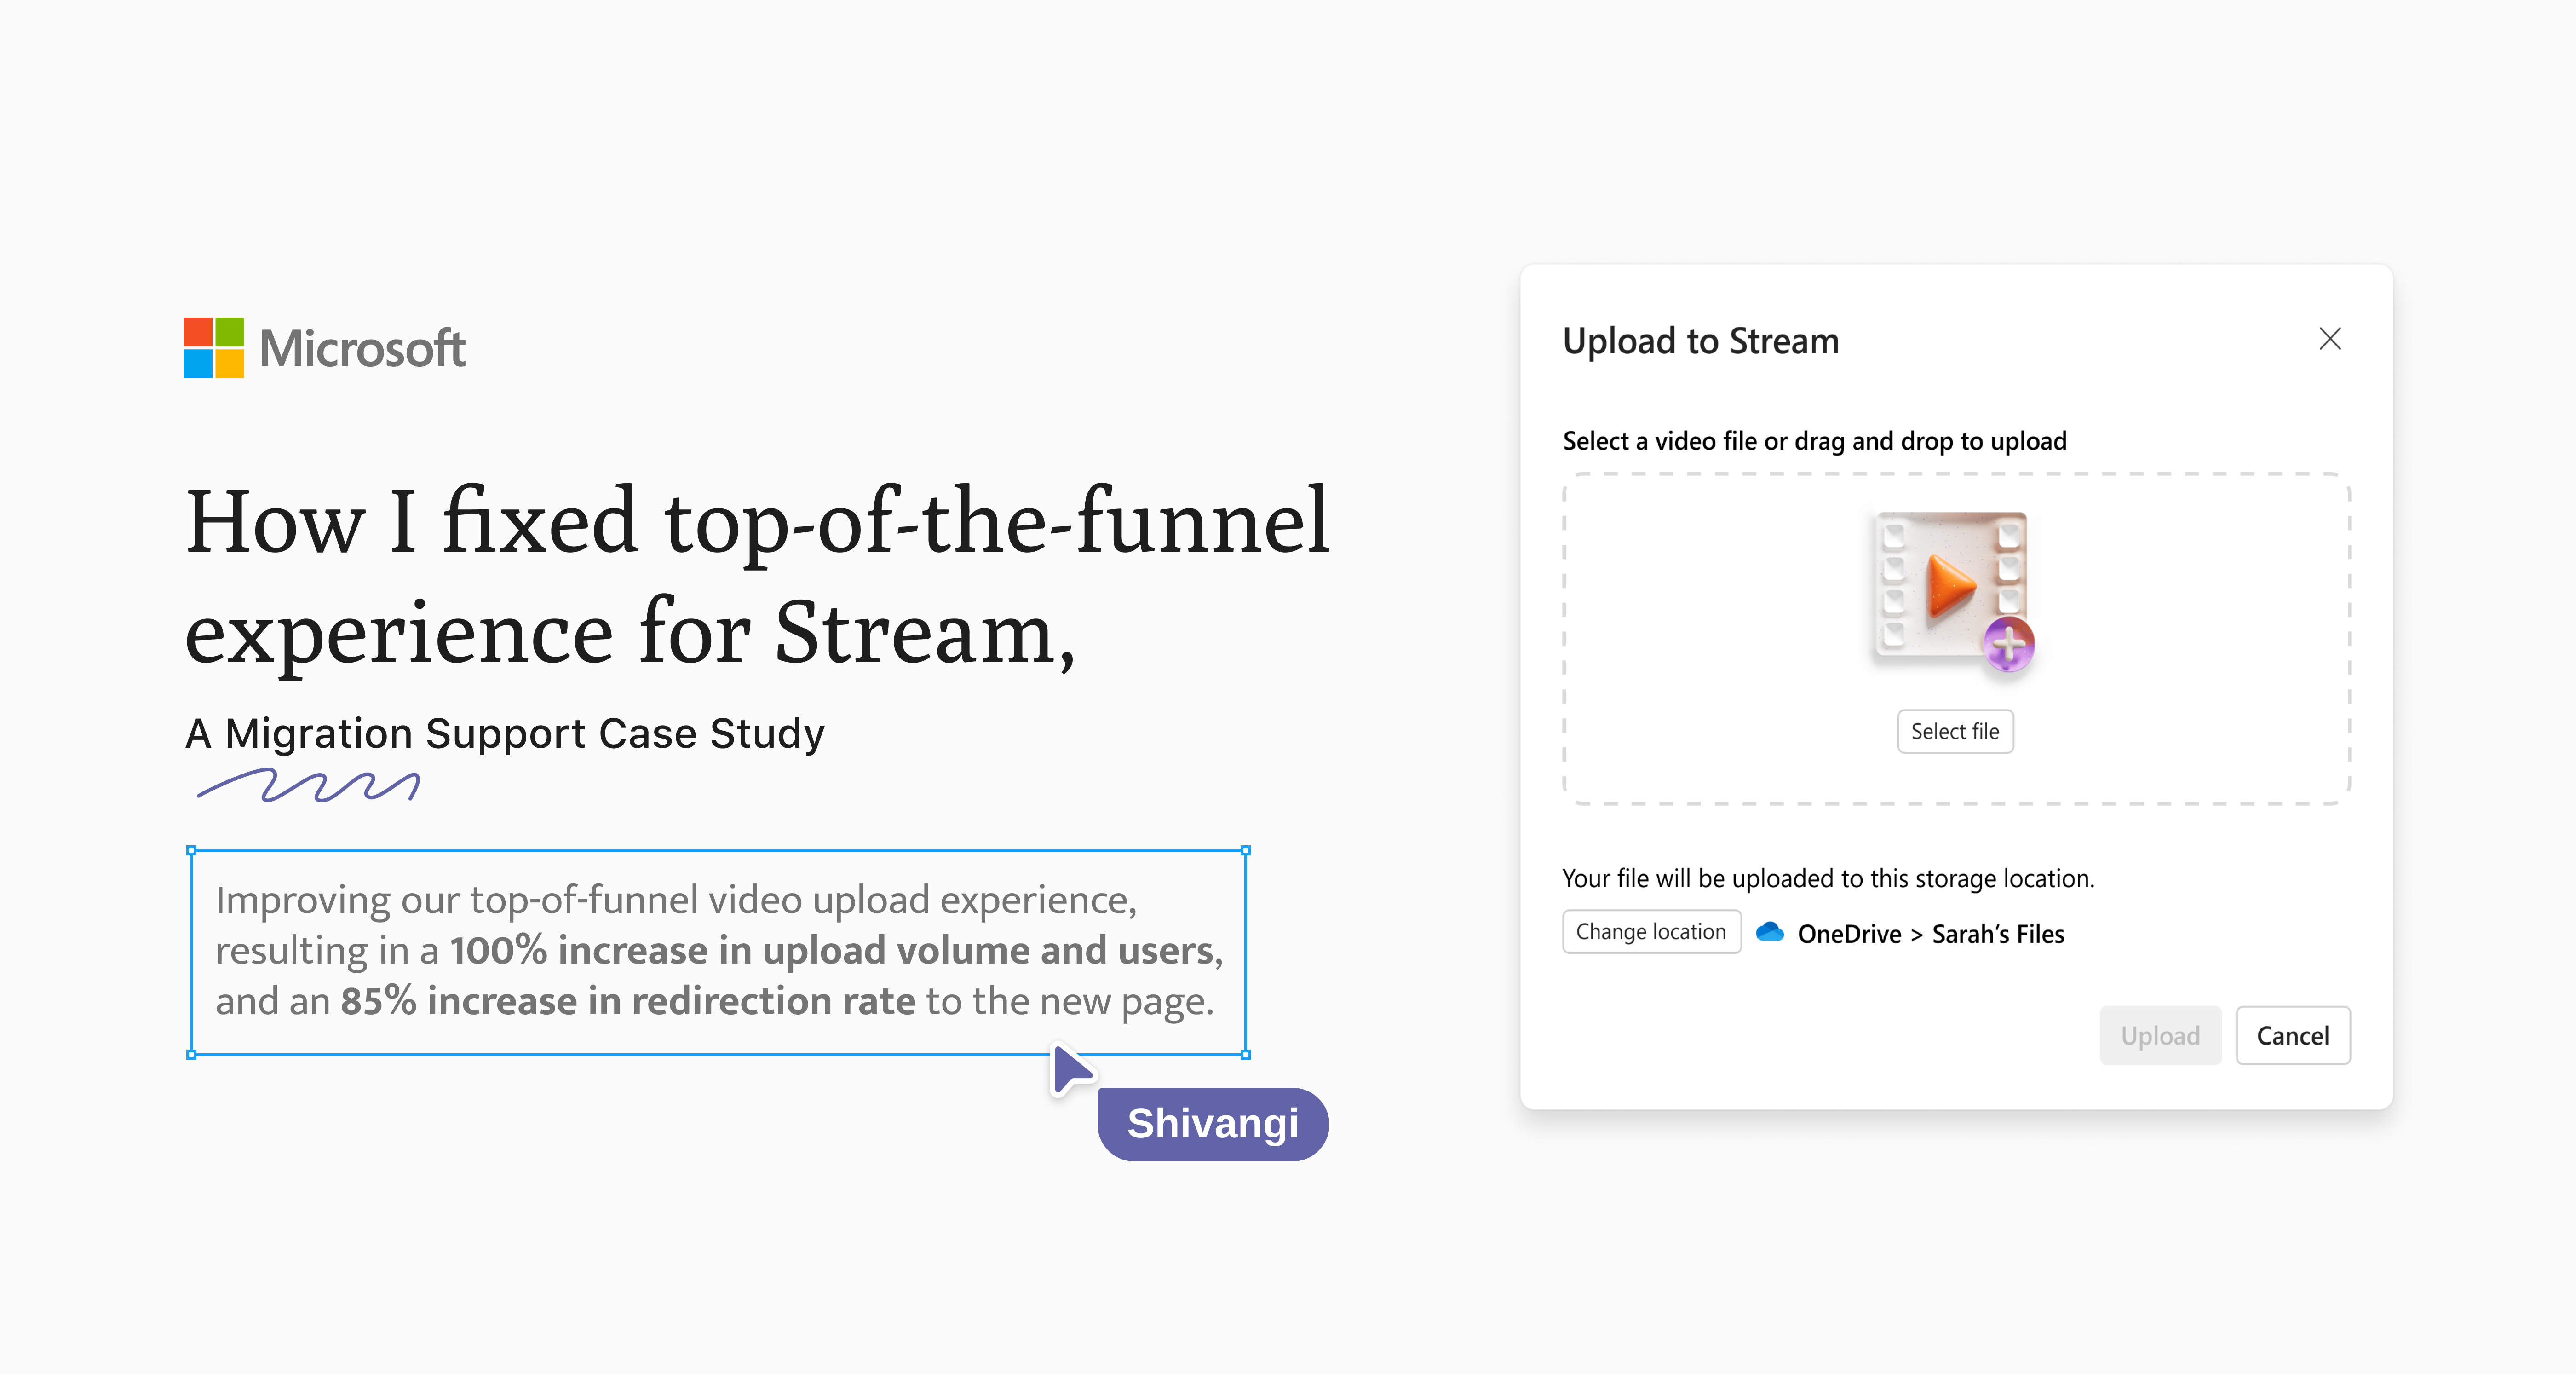 Microsoft
How I fixed top-of-the-funnel
experience for Stream,
A Migration Support Case Study
Improving our top-of-funnel video upload experience,
resulting in a 100% increase in upload volume and users,
and an 85% increase in redirection rate to the new page.
Shivangi
Upload to Stream
Select a video file or drag and drop to upload
Select file
Your file will be uploaded to this storage location.
Change location OneDrive > Sarah’s Files
Upload Cancel